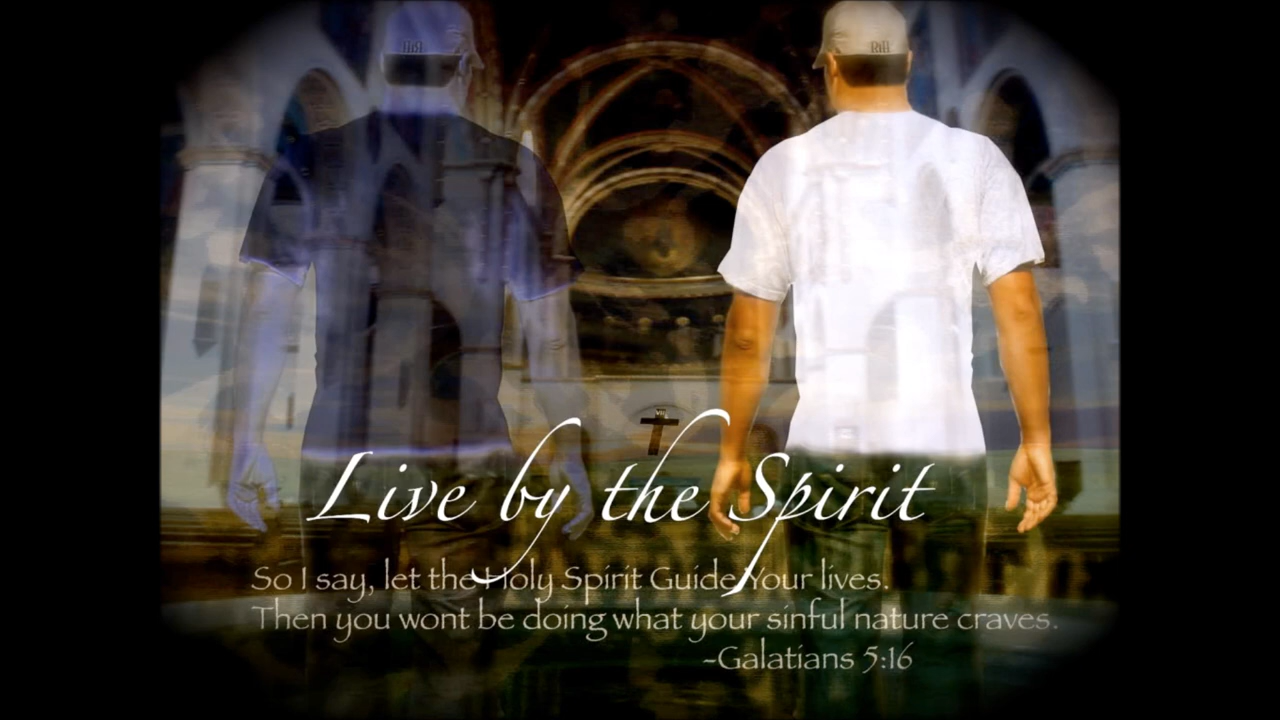 Live by the Spirit
So I say, let the Holy Spirit Guide Your lives.
Then you wont be doing what your sinful nature craves.
-Galatians 5:16